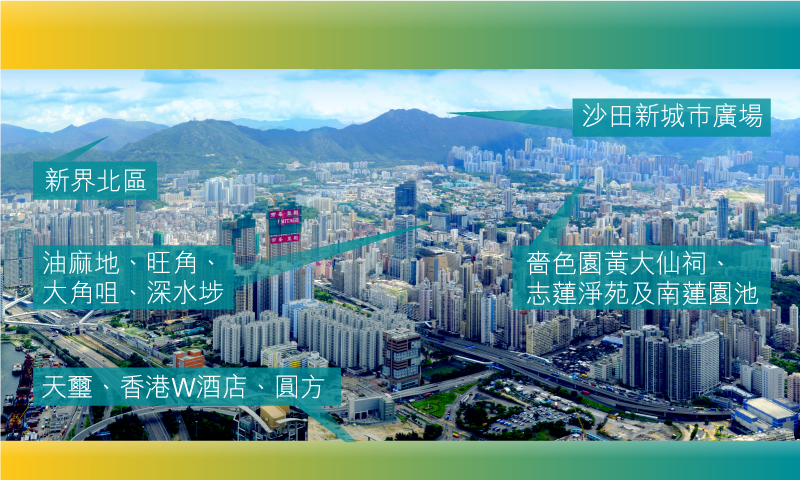 沙田新城市廣場
新界北區
油麻地、旺角、
大角咀、深水埗
嗇色園黃大仙祠、
志蓮淨苑及南蓮園池
天璽、香港W酒店、圓方